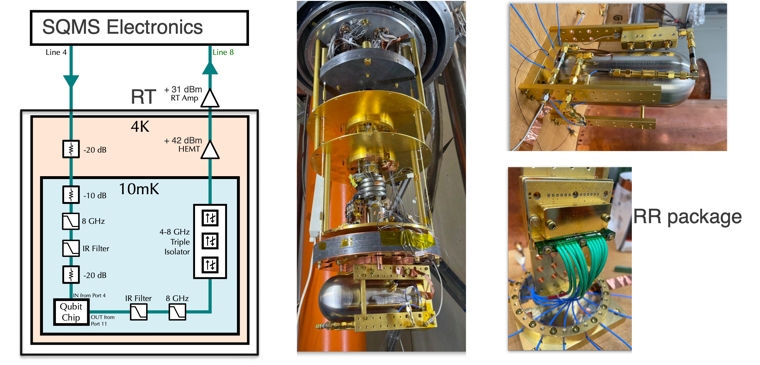 SQMS Electronics
Line 4
Line 8
RT
+ 31 dBm
RT Amp
4K
+ 42 dBm
HEMT
-20 dB
10mK
-10 dB
8 GHz
IR Filter
-20 dB
4-8 GHz
Triple
Isolator
IN from Port 4
Qubit
Chip
OUT from
Port 11
IR Filter
8 GHz
RR package